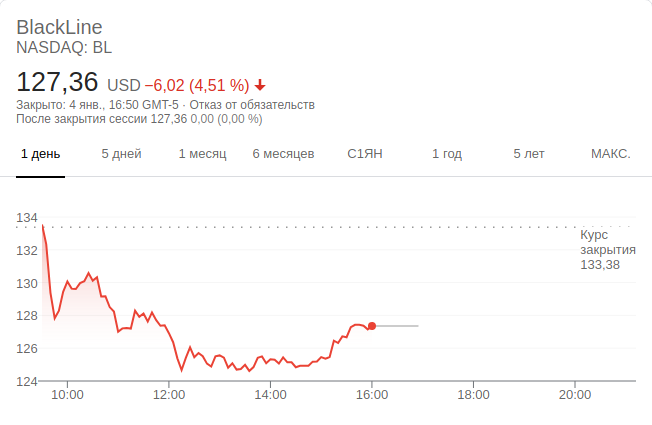 BlackLine
NASDAQ: BL
127,36 USD −6,02 (4,51 %)
Закрыто: 4 янв., 16:50 GMT-5 · Отказ от обязательств
После закрытия сессии 127,36 0,00 (0,00 %)
1 день 5 дней 1 месяц 6 месяцев С1ЯН 1 год 5 лет МАКС.
134
Курс
закрытия
133,38
132
130
128
126
124
10:00 12:00 14:00 16:00 18:00 20:00